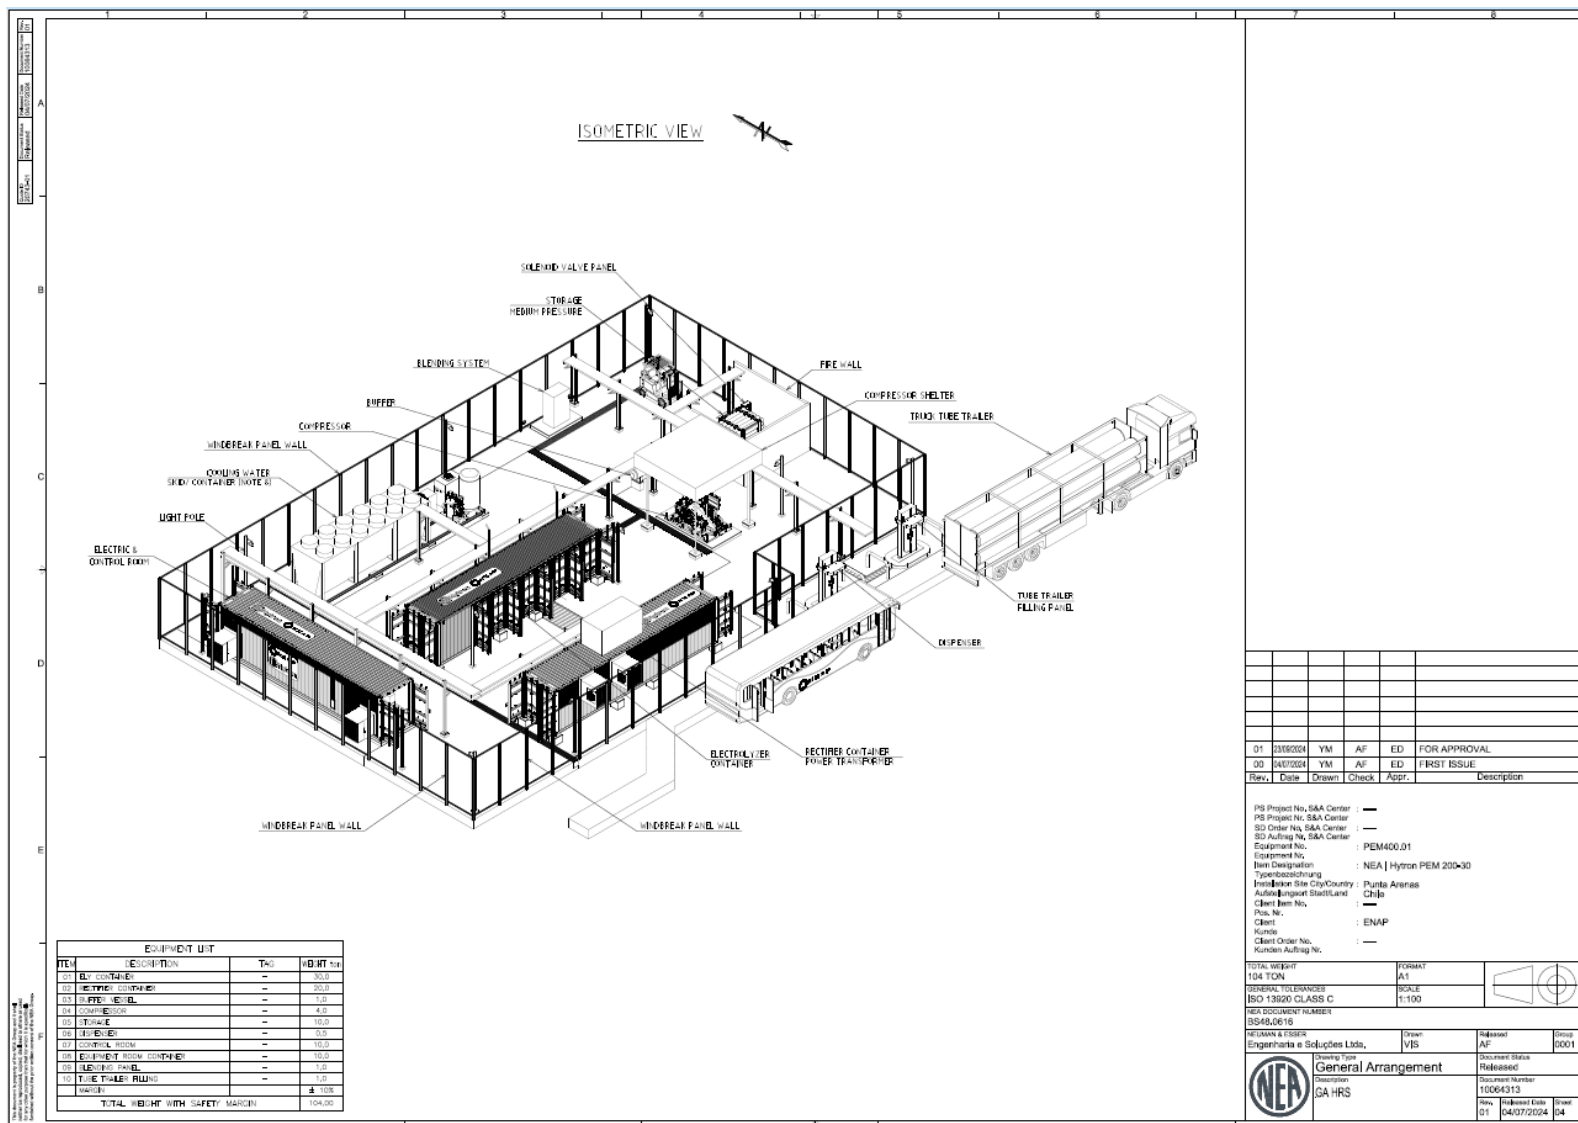 1 2 3 4 5 6 7 8
A
B
C
D
E
F
ISOMETRIC VIEW
N
SOLENOID VALVE PANEL
STORAGE
MEDIUM PRESSURE
BLENDING SYSTEM
FIRE WALL
BUFFER
COMPRESSOR SHELTER
COMPRESSOR
TRUCK TUBE TRAILER
WINDBREAK PANEL WALL
COOLING WATER
SKID/ CONTAINER (NOTE 8)
LIGHT POLE
ELECTRIC &
CONTROL ROOM
TUBE TRAILER
FILLING PANEL
DISPENSER
ELECTROLYZER
CONTAINER
RECTIFIER CONTAINER
POWER TRANSFORMER
WINDBREAK PANEL WALL
WINDBREAK PANEL WALL
EQUIPMENT LIST
ITEM DESCRIPTION TAG WEIGHT ton
01 ELY CONTAINER – 30,0
02 RECTIFIER CONTAINER – 20,0
03 BUFFER VESSEL – 1,0
04 COMPRESSOR – 4,0
05 STORAGE – 10,0
06 DISPENSER – 0,5
07 CONTROL ROOM – 10,0
08 EQUIPMENT ROOM CONTAINER – 10,0
09 BLENDING PANEL – 1,0
10 TUBE TRAILER FILLING – 1,0
MARGIN ± 10%
TOTAL WEIGHT WITH SAFETY MARGIN 104,00
01 23/09/2024 YM AF ED FOR APPROVAL
00 04/07/2024 YM AF ED FIRST ISSUE
Rev. Date Drawn Check Appr. Description
PS Project No, S&A Center : —
PS Projekt Nr. S&A Center
SD Order No, S&A Center : —
SD Auftrag Nr, S&A Center
Equipment No. : PEM400.01
Equipment Nr.
Item Designation : NEA | Hytron PEM 200-30
Typenbezeichnung
Installation Site City/Country : Punta Arenas
Aufstellungsort Stadt/Land Chile
Client Item No. : —
Pos. Nr.
Client : ENAP
Kunde
Client Order No. : —
Kunden Auftrag Nr.
TOTAL WEIGHT FORMAT
104 TON A1
GENERAL TOLERANCES SCALE
ISO 13920 CLASS C 1:100
NEA DOCUMENT NUMBER
BS48.0616
NEUMAN & ESSER Drawn Released Group
Engenharia e Soluções Ltda. VIS AF 0001
Drawing Type Document Status
General Arrangement Released
Description Document Number
GA HRS 10064313
NEA
Rev. Released Date Sheet
01 04/07/2024 04